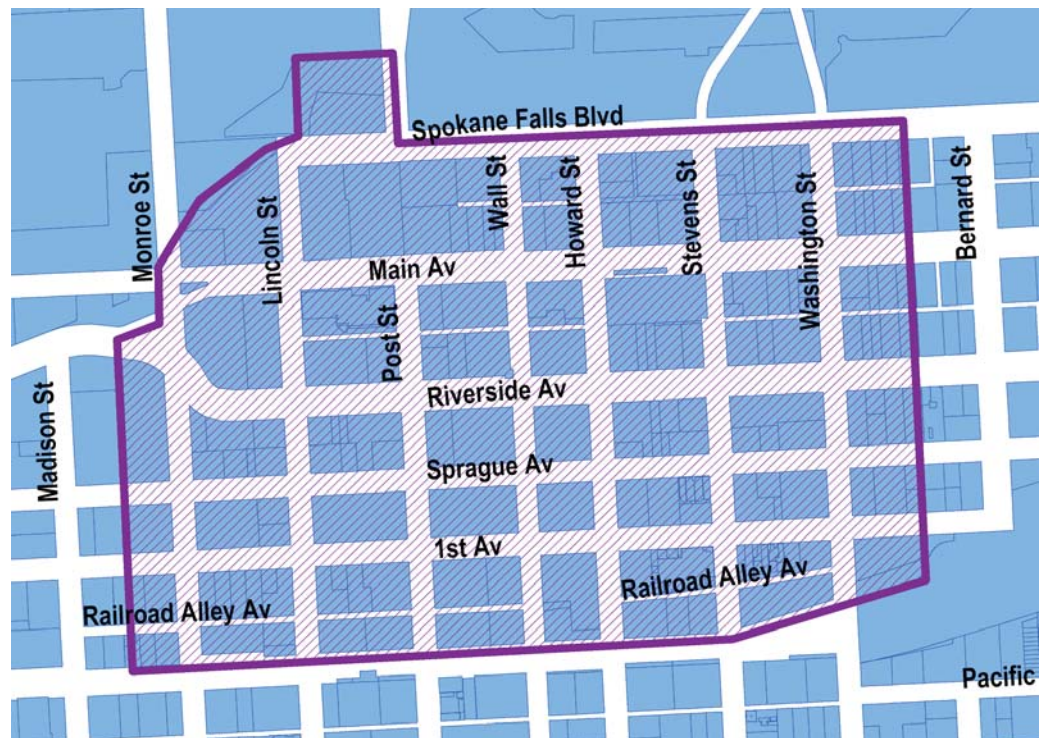 Spokane Falls Blvd
Monroe St
Lincoln St
Wall St
Howard St
Stevens St
Washington St
Bernard St
Main Av
Post St
Riverside Av
Madison St
Sprague Av
1st Av
Railroad Alley Av
Railroad Alley Av
Pacific